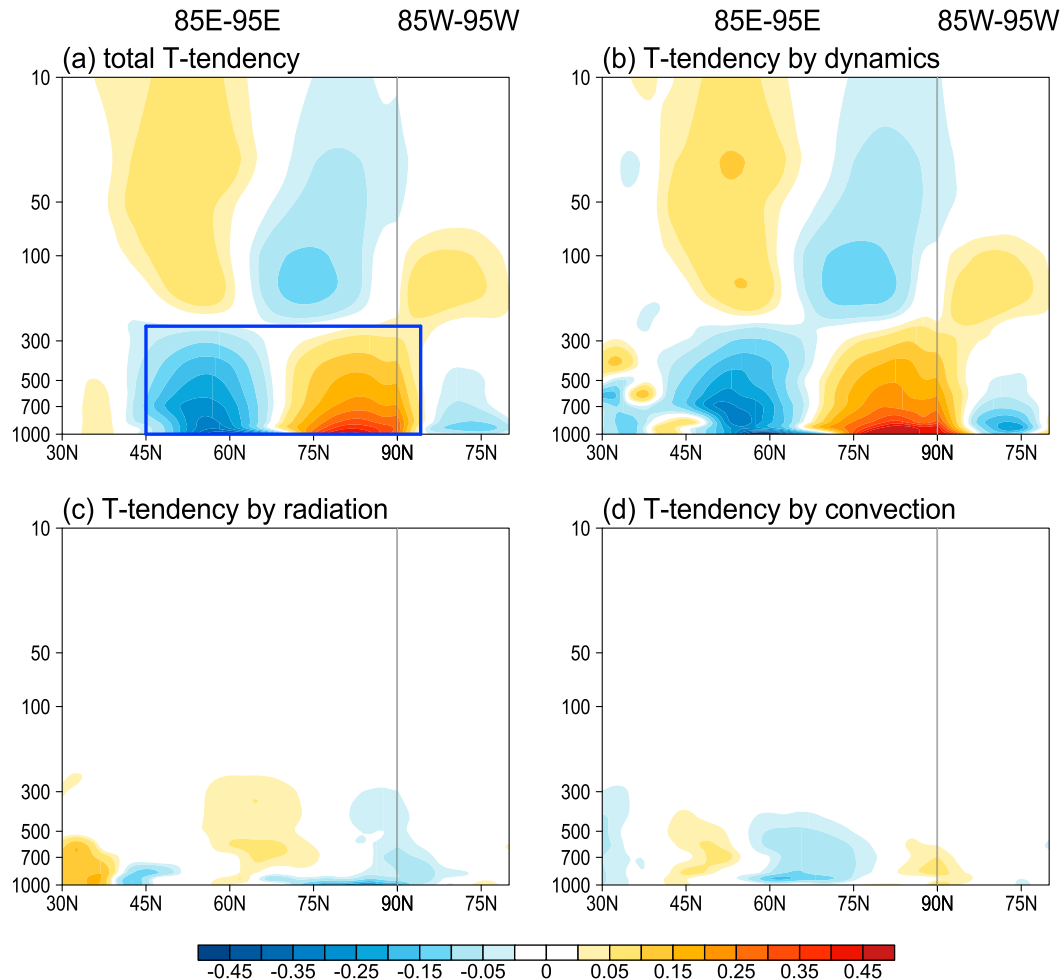 85E-95E 85W-95W 85E-95E 85W-95W
(a) total T-tendency (b) T-tendency by dynamics
10 10
50 50
100 100
300 300
500 500
700 700
1000 1000
30N 45N 60N 75N 90N 75N 30N 45N 60N 75N 90N 75N
(c) T-tendency by radiation (d) T-tendency by convection
10 10
50 50
100 100
300 300
500 500
700 700
1000 1000
30N 45N 60N 75N 90N 75N 30N 45N 60N 75N 90N 75N
-0.45 -0.35 -0.25 -0.15 -0.05 0 0.05 0.15 0.25 0.35 0.45